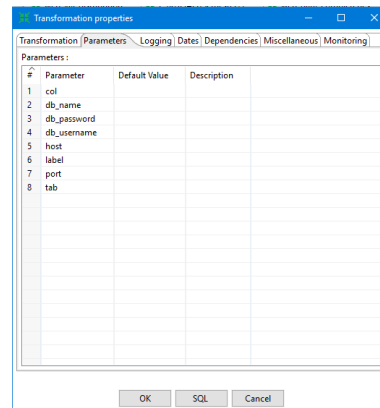 Transformation properties
Transformation Parameters Logging Dates Dependencies Miscellaneous Monitoring
Parameters :
# Parameter Default Value Description
1 col
2 db_name
3 db_password
4 db_username
5 host
6 label
7 port
8 tab
OK SQL Cancel